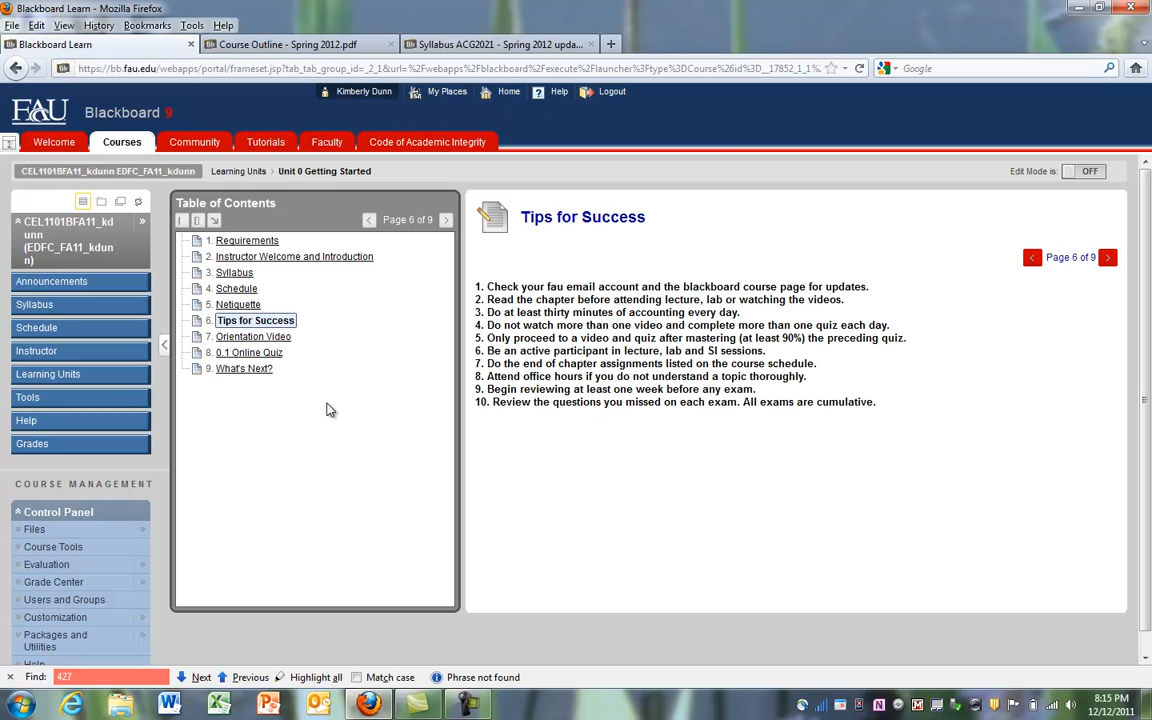 Blackboard Learn - Mozilla Firefox
File Edit View History Bookmarks Tools Help
Blackboard Learn × Course Outline - Spring 2012.pdf × Syllabus ACG2021 - Spring 2012 upda... × +
https://bb.fau.edu/webapps/portal/frameset.jsp?tab_tab_group_id=_2_1&url=%2Fwebapps%2Fblackboard%2Fexecute%2Flauncher%3Ftype%3DCourse%26id%3D_17852_1_1% Google
Kimberly Dunn My Places Home ? Help Logout
FAU Blackboard 9
Welcome Courses Community Tutorials Faculty Code of Academic Integrity
CEL1101BFA11_kdunn EDFC_FA11_kdunn Learning Units > Unit 0 Getting Started Edit Mode is: OFF
CEL1101BFA11_kd
unn
(EDFC_FA11_kdun
n)
Announcements
Syllabus
Schedule
Instructor
Learning Units
Tools
Help
Grades
COURSE MANAGEMENT
Control Panel
Files
Course Tools
Evaluation
Grade Center
Users and Groups
Customization
Packages and
Utilities
Help
Table of Contents
Page 6 of 9
1. Requirements
2. Instructor Welcome and Introduction
3. Syllabus
4. Schedule
5. Netiquette
6. Tips for Success
7. Orientation Video
8. 0.1 Online Quiz
9. What's Next?
Tips for Success
Page 6 of 9
1. Check your fau email account and the blackboard course page for updates.
2. Read the chapter before attending lecture, lab or watching the videos.
3. Do at least thirty minutes of accounting every day.
4. Do not watch more than one video and complete more than one quiz each day.
5. Only proceed to a video and quiz after mastering (at least 90%) the preceding quiz.
6. Be an active participant in lecture, lab and SI sessions.
7. Do the end of chapter assignments listed on the course schedule.
8. Attend office hours if you do not understand a topic thoroughly.
9. Begin reviewing at least one week before any exam.
10. Review the questions you missed on each exam. All exams are cumulative.
× Find: 427 Next Previous Highlight all Match case Phrase not found
8:15 PM
12/12/2011